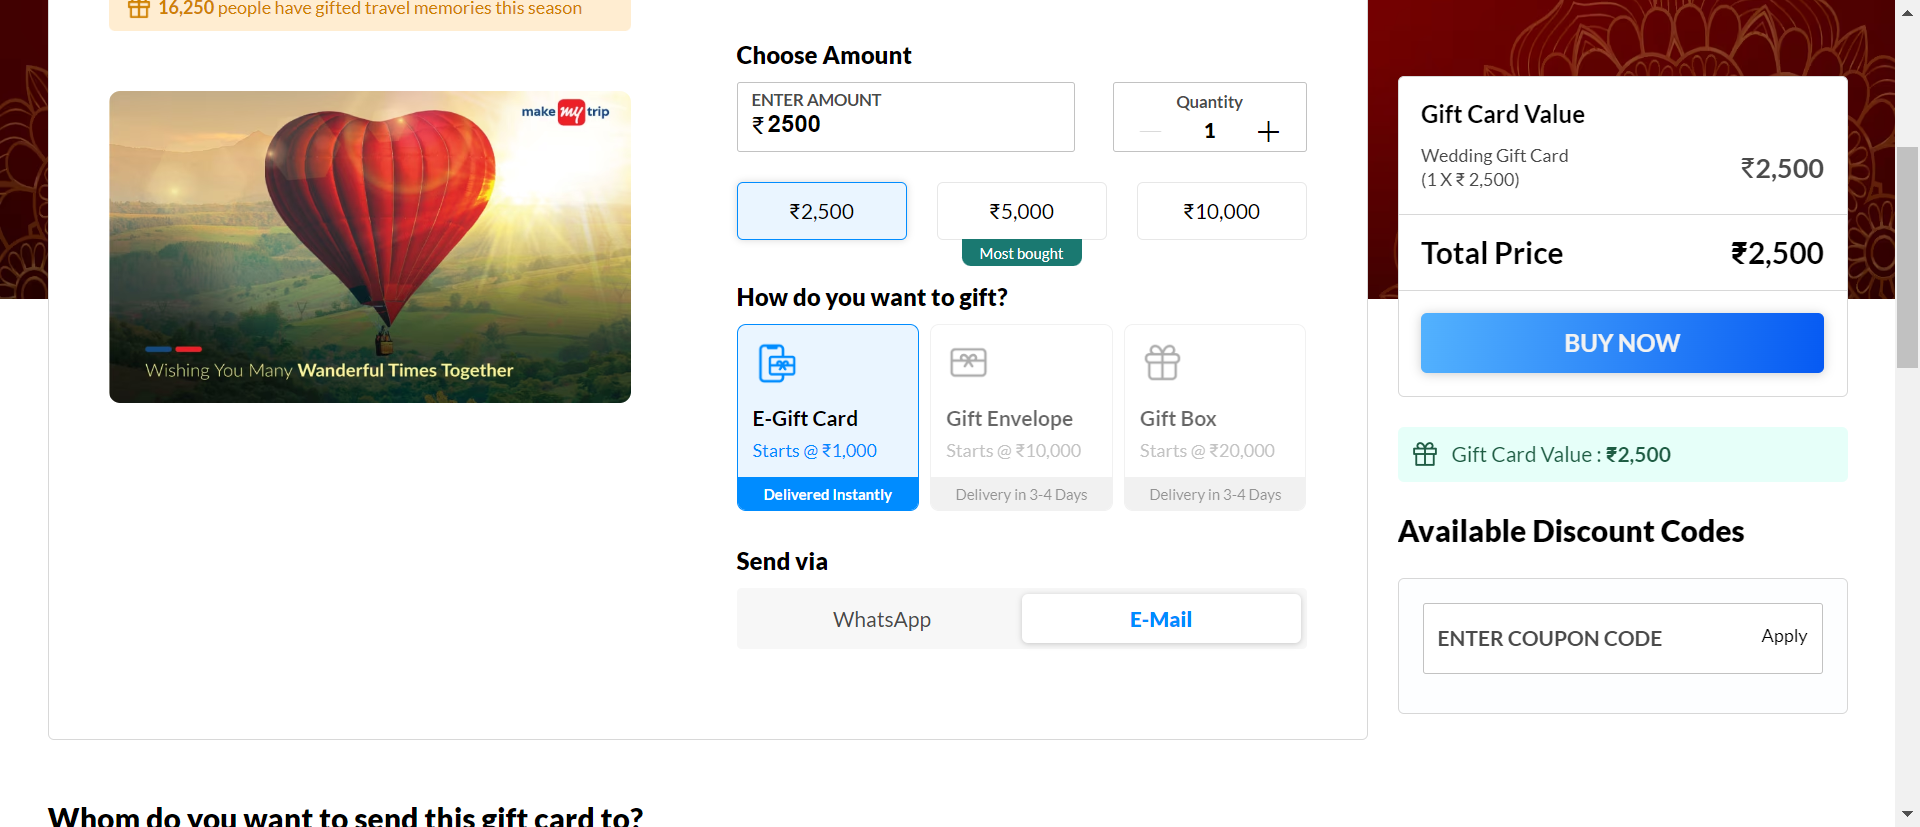 16,250 people have gifted travel memories this season
make my trip
Wishing You Many Wanderful Times Together
Choose Amount
ENTER AMOUNT
₹ 2500
Quantity
1
₹2,500
₹5,000
₹10,000
Most bought
How do you want to gift?
E-Gift Card
Starts @ ₹1,000
Delivered Instantly
Gift Envelope
Starts @ ₹10,000
Delivery in 3-4 Days
Gift Box
Starts @ ₹20,000
Delivery in 3-4 Days
Send via
WhatsApp
E-Mail
Gift Card Value
Wedding Gift Card
(1 X ₹ 2,500)
₹2,500
Total Price
₹2,500
BUY NOW
Gift Card Value : ₹2,500
Available Discount Codes
ENTER COUPON CODE
Apply
Whom do you want to send this gift card to?